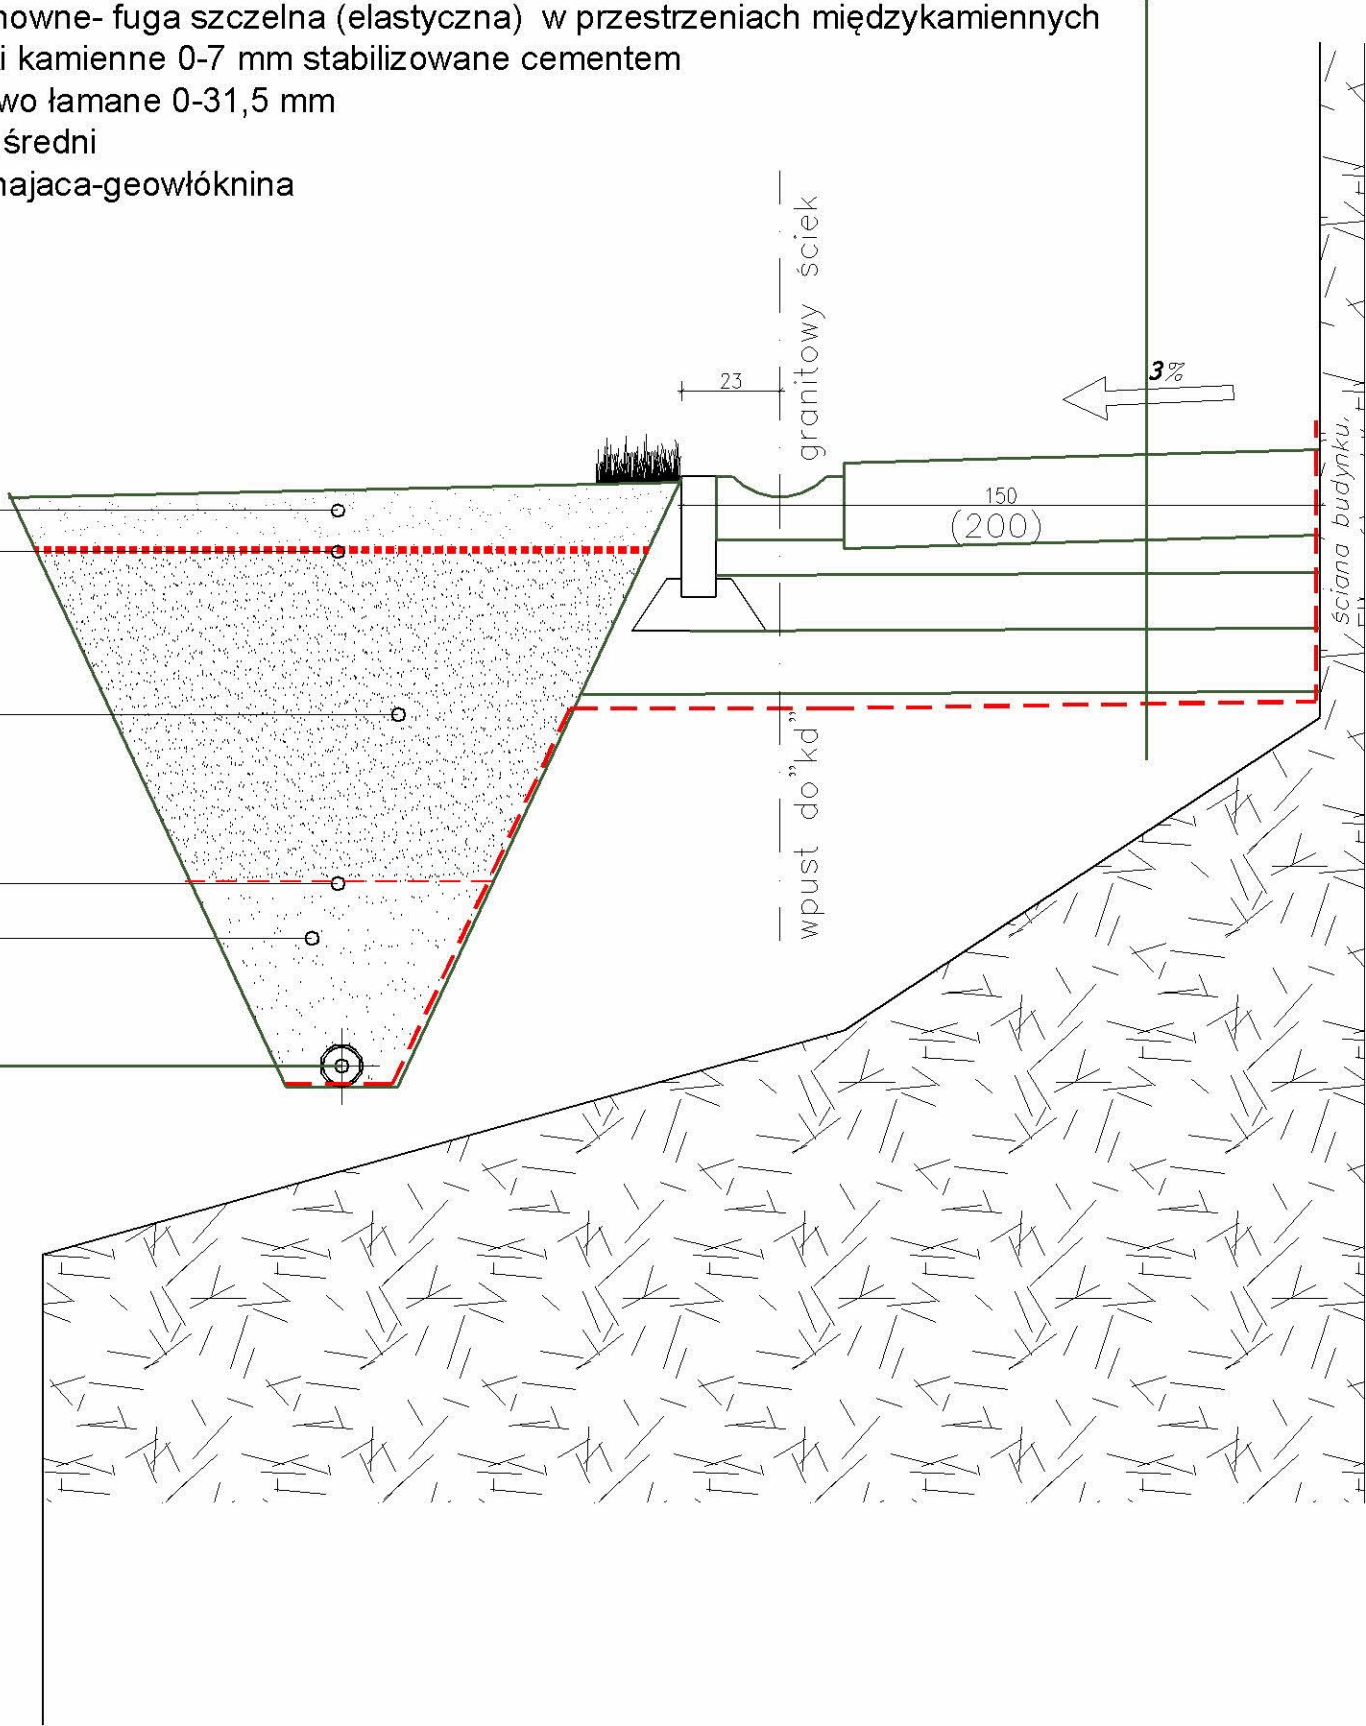 nowne- fuga szczelna (elastyczna) w przestrzeniach międzykamiennych
i kamienne 0-7 mm stabilizowane cementem
wo łamane 0-31,5 mm
średni
najaca-geowłóknina
granitowy ściek
23
3%
150
(200)
ściana budynku,
wpust do"kd"